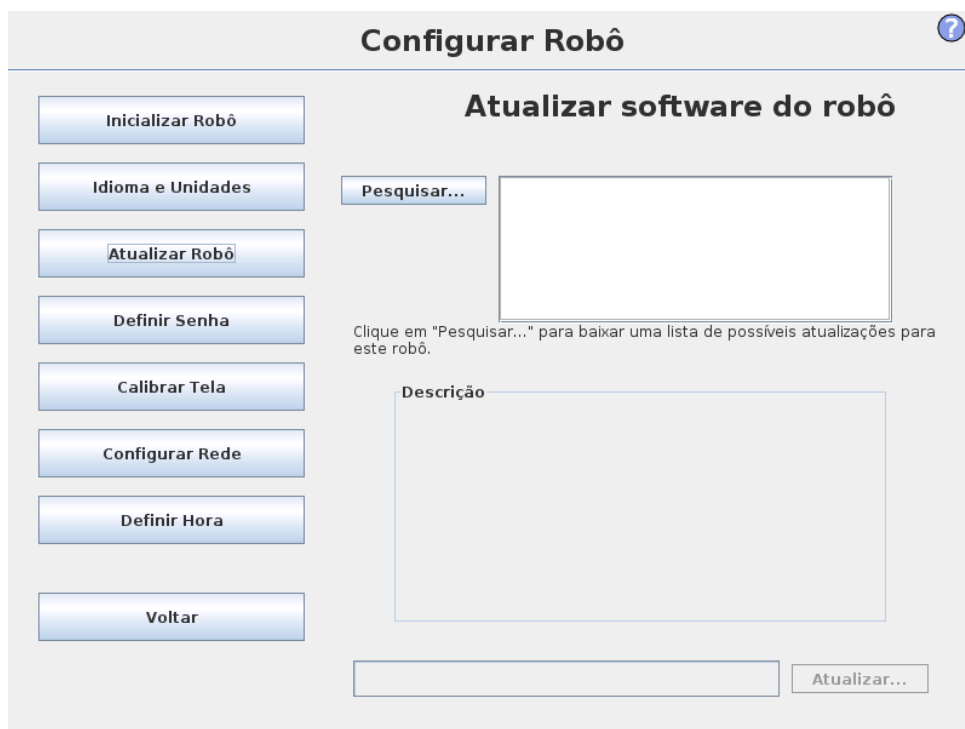 Configurar Robô
?
Inicializar Robô
Idioma e Unidades
Atualizar Robô
Definir Senha
Calibrar Tela
Configurar Rede
Definir Hora
Voltar
Atualizar software do robô
Pesquisar...
Clique em "Pesquisar..." para baixar uma lista de possíveis atualizações para
este robô.
Descrição
Atualizar...